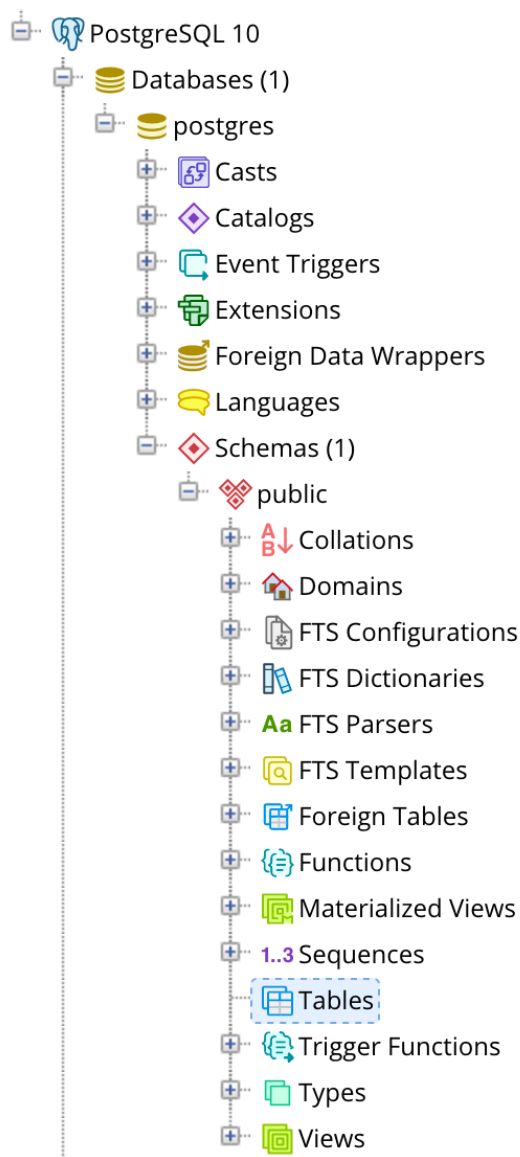 PostgreSQL 10
Databases (1)
postgres
Casts
Catalogs
Event Triggers
Extensions
Foreign Data Wrappers
Languages
Schemas (1)
public
A B Collations
Domains
FTS Configurations
FTS Dictionaries
Aa FTS Parsers
FTS Templates
Foreign Tables
Functions
Materialized Views
1..3 Sequences
Tables
Trigger Functions
Types
Views